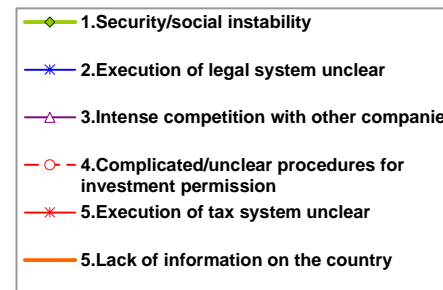 1.Security/social instability
2.Execution of legal system unclear
3.Intense competition with other companie
4.Complicated/unclear procedures for
investment permission
5.Execution of tax system unclear
5.Lack of information on the country